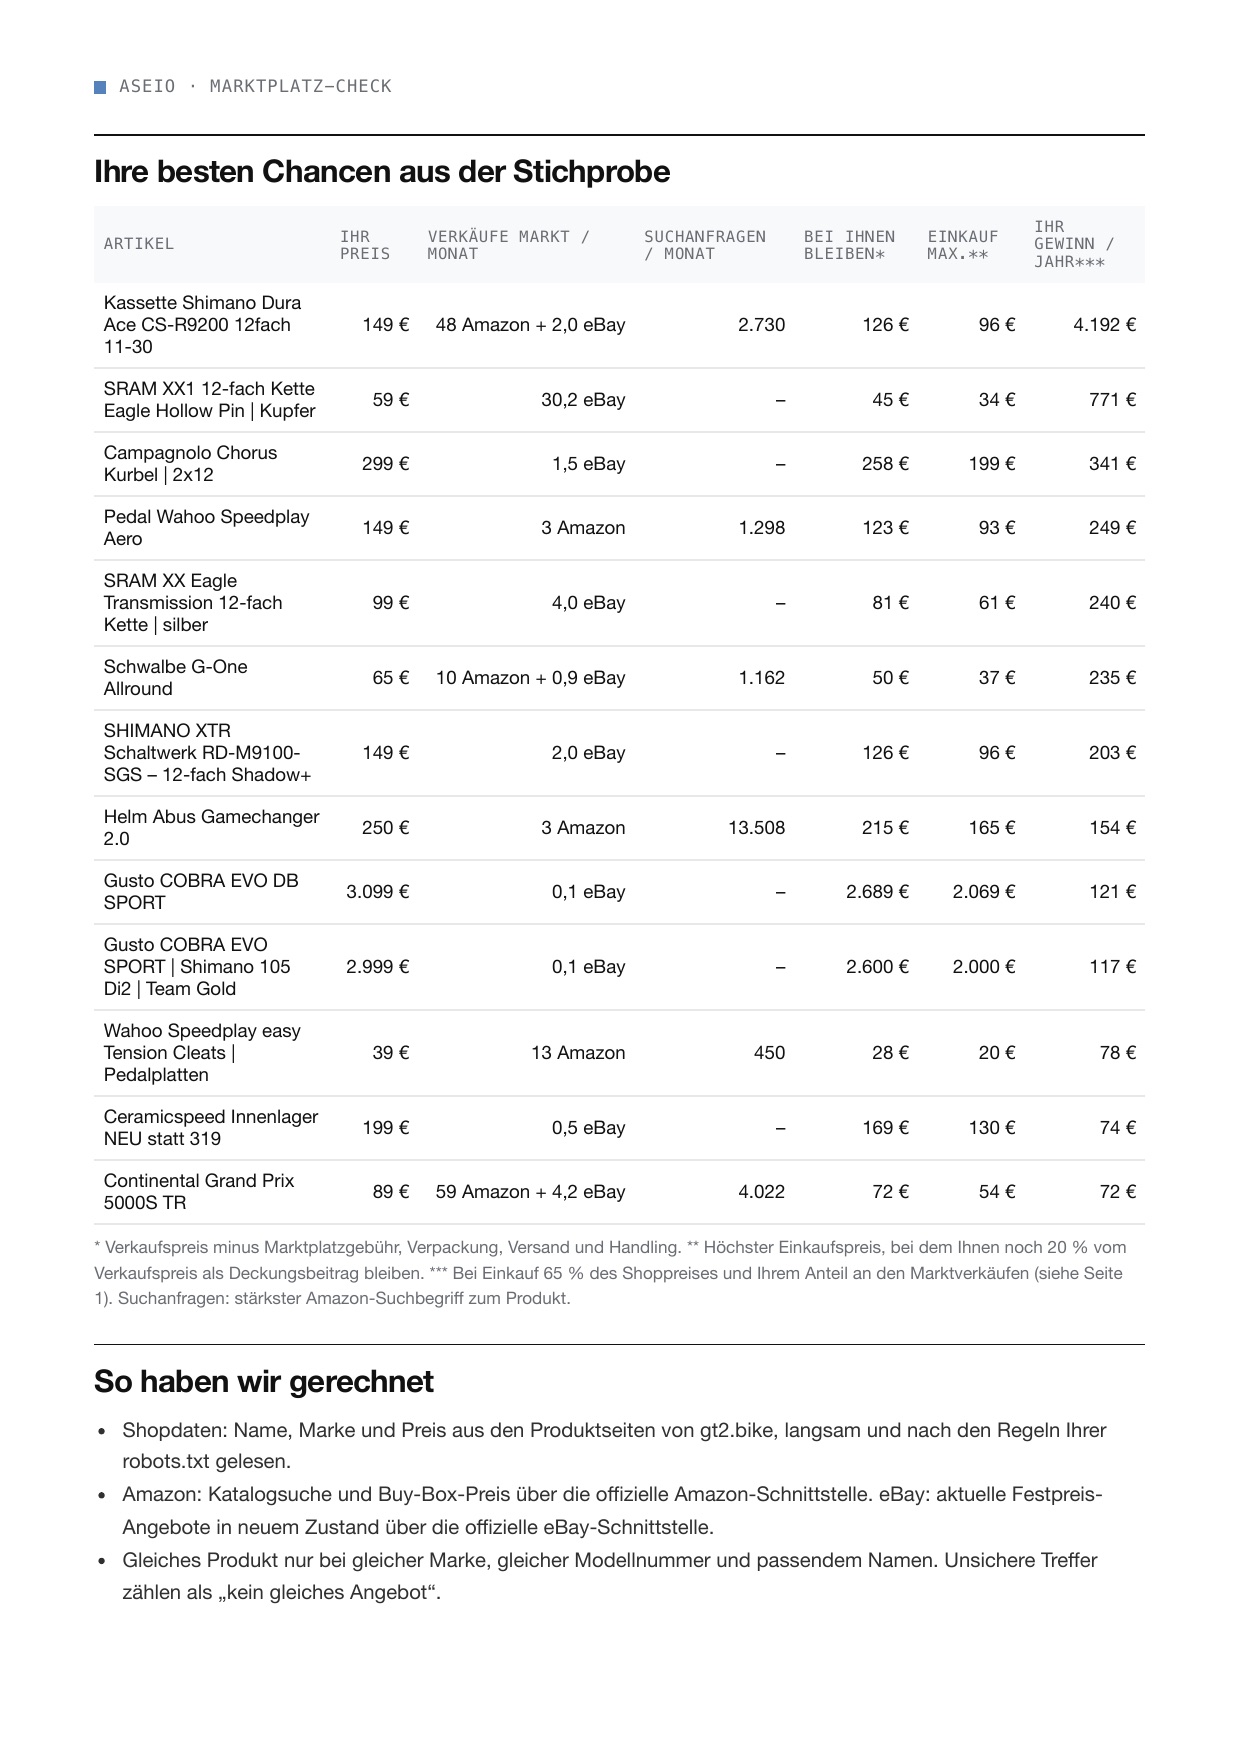 ASEIO · MARKTPLATZ–CHECK
Ihre besten Chancen aus der Stichprobe
ARTIKEL IHR PREIS VERKÄUFE MARKT / MONAT SUCHANFRAGEN / MONAT BEI IHNEN BLEIBEN* EINKAUF MAX.** IHR GEWINN / JAHR***
Kassette Shimano Dura
Ace CS-R9200 12fach 149 € 48 Amazon + 2,0 eBay 2.730 126 € 96 € 4.192 €
11-30
SRAM XX1 12-fach Kette
Eagle Hollow Pin | Kupfer 59 € 30,2 eBay – 45 € 34 € 771 €
Campagnolo Chorus
Kurbel | 2x12 299 € 1,5 eBay – 258 € 199 € 341 €
Pedal Wahoo Speedplay
Aero 149 € 3 Amazon 1.298 123 € 93 € 249 €
SRAM XX Eagle
Transmission 12-fach 99 € 4,0 eBay – 81 € 61 € 240 €
Kette | silber
Schwalbe G-One
Allround 65 € 10 Amazon + 0,9 eBay 1.162 50 € 37 € 235 €
SHIMANO XTR
Schaltwerk RD-M9100- 149 € 2,0 eBay – 126 € 96 € 203 €
SGS – 12-fach Shadow+
Helm Abus Gamechanger
2.0 250 € 3 Amazon 13.508 215 € 165 € 154 €
Gusto COBRA EVO DB
SPORT 3.099 € 0,1 eBay – 2.689 € 2.069 € 121 €
Gusto COBRA EVO
SPORT | Shimano 105 2.999 € 0,1 eBay – 2.600 € 2.000 € 117 €
Di2 | Team Gold
Wahoo Speedplay easy
Tension Cleats | 39 € 13 Amazon 450 28 € 20 € 78 €
Pedalplatten
Ceramicspeed Innenlager
NEU statt 319 199 € 0,5 eBay – 169 € 130 € 74 €
Continental Grand Prix
5000S TR 89 € 59 Amazon + 4,2 eBay 4.022 72 € 54 € 72 €
* Verkaufspreis minus Marktplatzgebühr, Verpackung, Versand und Handling. ** Höchster Einkaufspreis, bei dem Ihnen noch 20 % vom
Verkaufspreis als Deckungsbeitrag bleiben. *** Bei Einkauf 65 % des Shoppreises und Ihrem Anteil an den Marktverkäufen (siehe Seite
1). Suchanfragen: stärkster Amazon-Suchbegriff zum Produkt.
So haben wir gerechnet
• Shopdaten: Name, Marke und Preis aus den Produktseiten von gt2.bike, langsam und nach den Regeln Ihrer
robots.txt gelesen.
• Amazon: Katalogsuche und Buy-Box-Preis über die offizielle Amazon-Schnittstelle. eBay: aktuelle Festpreis-
Angebote in neuem Zustand über die offizielle eBay-Schnittstelle.
• Gleiches Produkt nur bei gleicher Marke, gleicher Modellnummer und passendem Namen. Unsichere Treffer
zählen als „kein gleiches Angebot“.